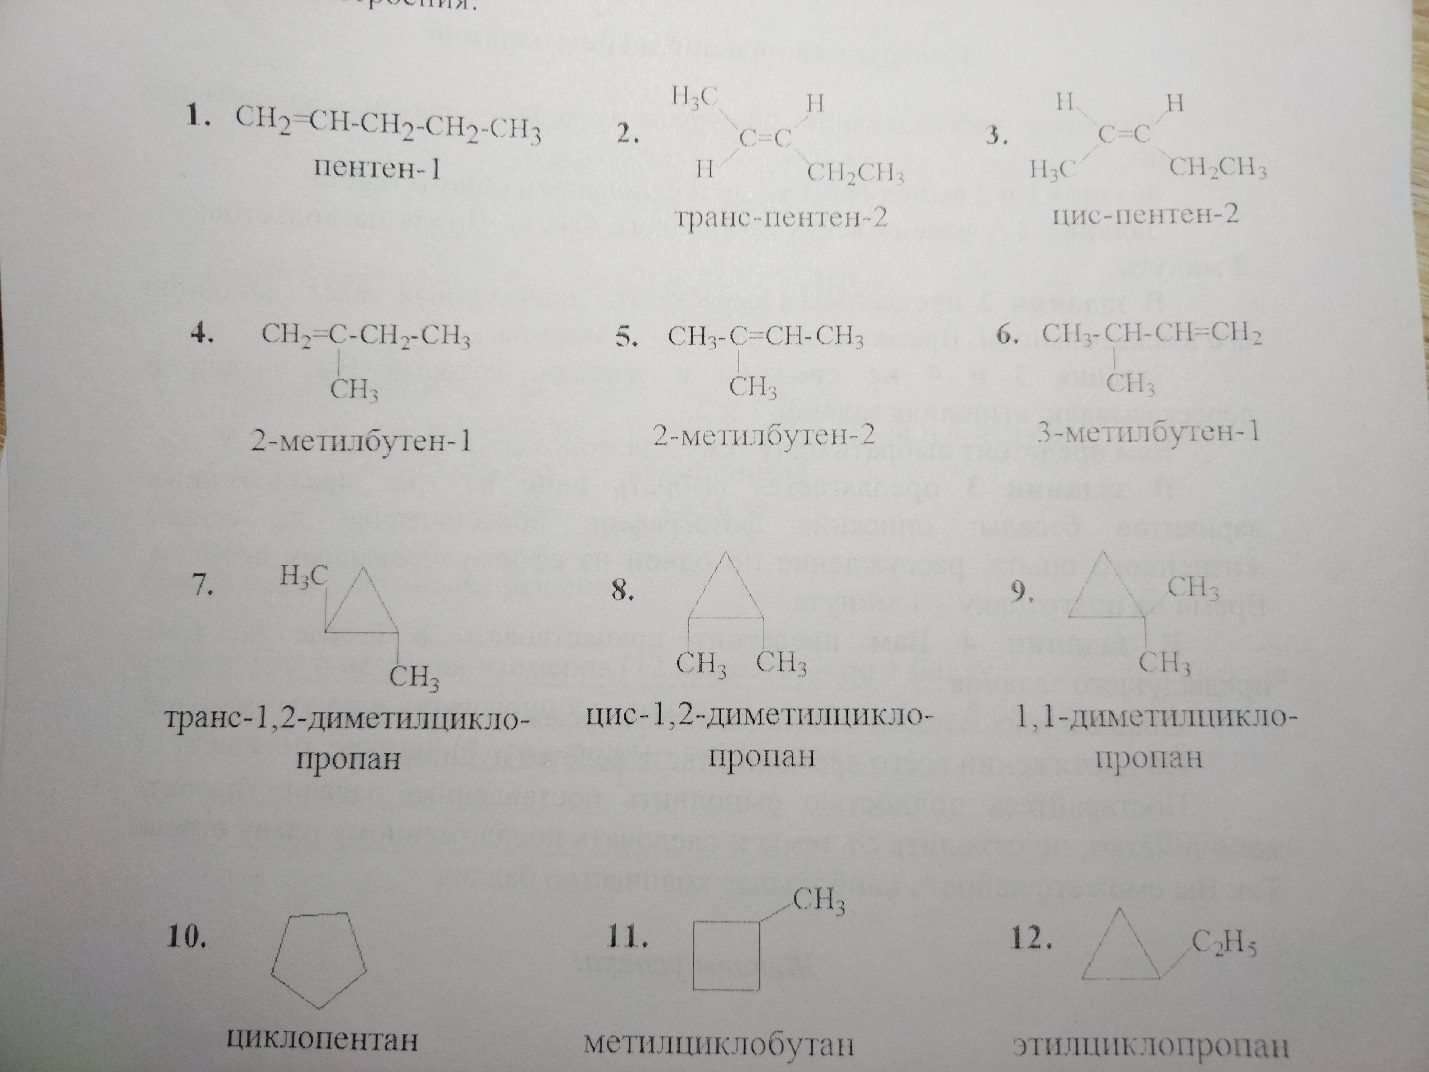 1. CH2=CH-CH2-CH2-CH3
пентен-1
2. H3C H
C=C
H CH2CH3
транс-пентен-2
3. H H
C=C
H3C CH2CH3
цис-пентен-2
4. CH2=C-CH2-CH3
CH3
2-метилбутен-1
5. CH3-C=CH-CH3
CH3
2-метилбутен-2
6. CH3-CH-CH=CH2
CH3
3-метилбутен-1
7. H3C
CH3
транс-1,2-диметилцикло-
пропан
8.
CH3 CH3
цис-1,2-диметилцикло-
пропан
9. CH3
CH3
1,1-диметилцикло-
пропан
10.
циклопентан
11. CH3
метилциклобутан
12. C2H5
этилциклопропан